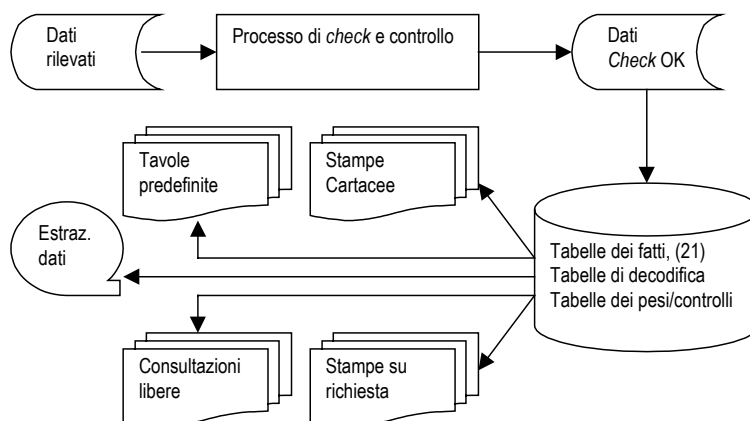 Dati
rilevati
Processo di check e controllo
Dati
Check OK
Tavole
predefinite
Stampe
Cartacee
Estraz.
dati
Tabelle dei fatti, (21)
Tabelle di decodifica
Tabelle dei pesi/controlli
Consultazioni
libere
Stampe su
richiesta